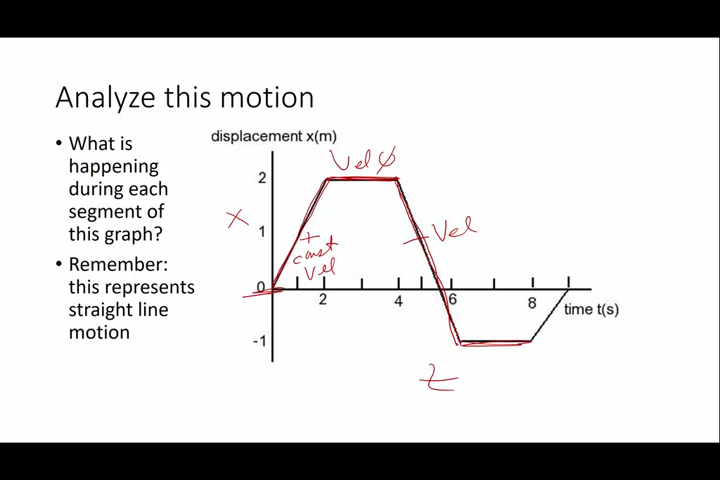 Analyze this motion
• What is
happening
during each
segment of
this graph?
• Remember:
this represents
straight line
motion
displacement x(m)
Vel ∅
2
x
1
+
const
Vel
- Vel
0
2
4
6
8
time t(s)
-1
t